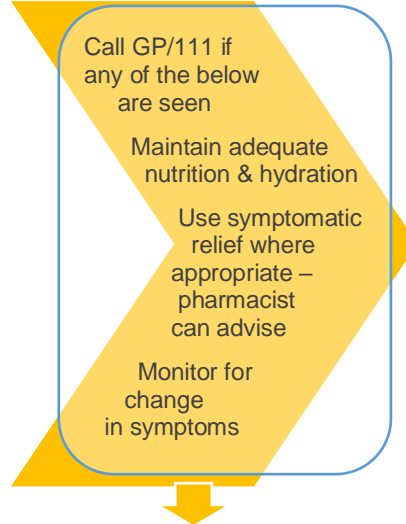 Call GP/111 if
any of the below
are seen
Maintain adequate
nutrition & hydration
Use symptomatic
relief where
appropriate –
pharmacist
can advise
Monitor for
change
in symptoms